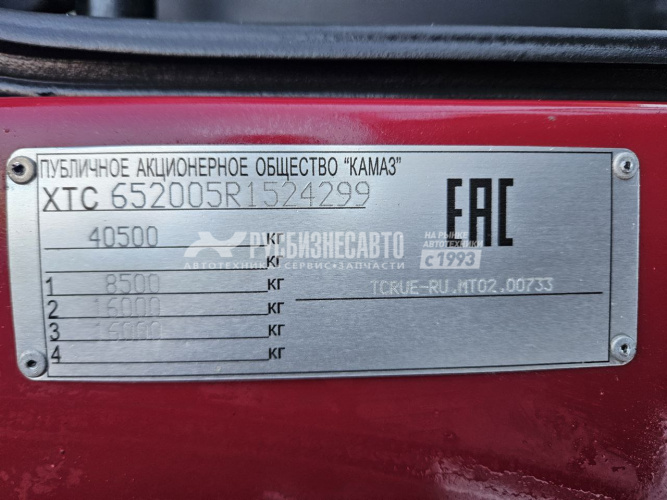 ПУБЛИЧНОЕ АКЦИОНЕРНОЕ ОБЩЕСТВО "КАМАЗ"
XTC 652005R1524299
40500 КГ
КГ
1 8500 КГ
2 16000 КГ
3 16000 КГ
4 КГ
EAC
TCRUE-RU.MT02.00733
РУСБИЗНЕСАВТО
АВТОТЕХНИКА•СЕРВИС•ЗАПЧАСТИ
НА РЫНКЕ
АВТОТЕХНИКИ
с 1993